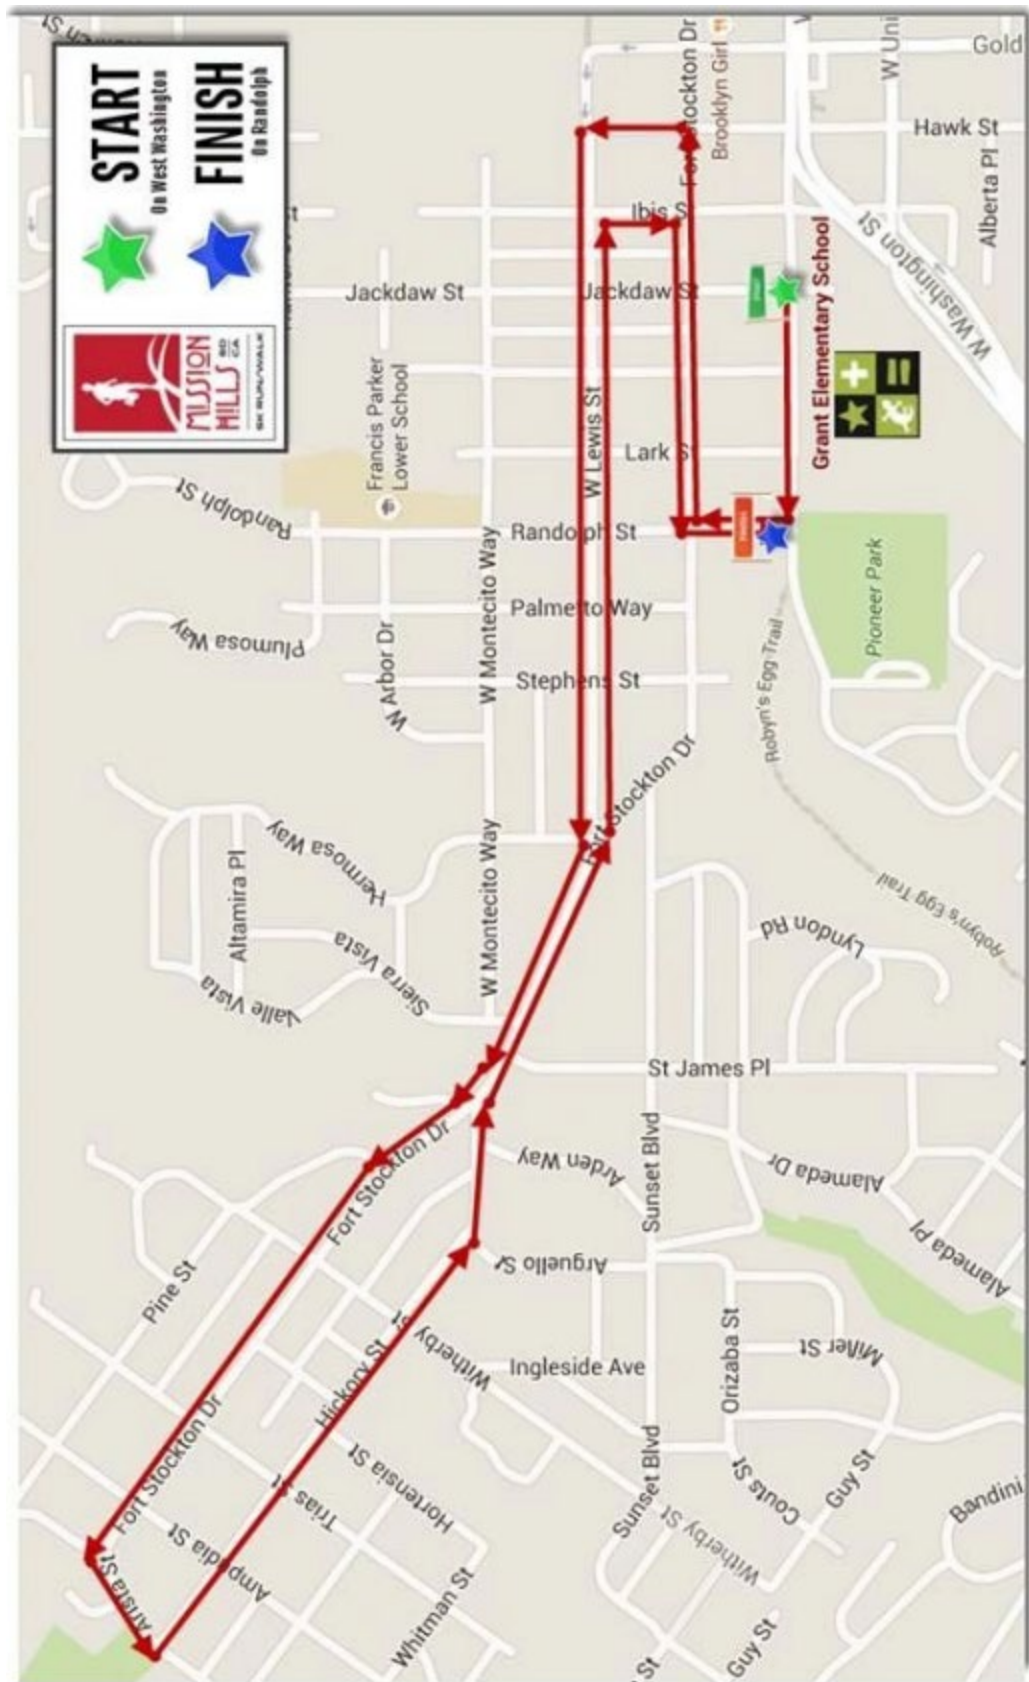 START
On West Washington
FINISH
On Randolph
MISSION
HILLS
SD
CA
5K RUN/WALK
Fort Stockton Dr
Brooklyn Girl
W Uni
Gold
Hawk St
Alberta Pl
Ibis S
W Washington St
Jackdaw St
Jackdaw St
Grant Elementary School
Francis Parker
Lower School
W Lewis St
Lark S
Randolph St
Randolph St
W Montecito Way
Pioneer Park
Palmetto Way
Plumosa Way
W Arbor Dr
Stephens St
Robyn's Egg Trail
Fort Stockton Dr
Hermosa Way
Altamira Pl
W Montecito Way
Sierra Vista
Valle Vista
Lyndon Rd
Robyn's Egg Trail
Robyn's
St James Pl
Fort Stockton Dr
Arden Way
Sunset Blvd
Alameda Dr
Alameda Pl
Pine St
Arguello St
Witherby St
Ingleside Ave
Orizaba St
Miller St
Hickory St
Fort Stockton Dr
Hortensia St
Trias St
Ampudia St
Arista St
Sunset Blvd
Witherby St
Couts St
Guy St
Bandini
Whitman St
Guy St
St